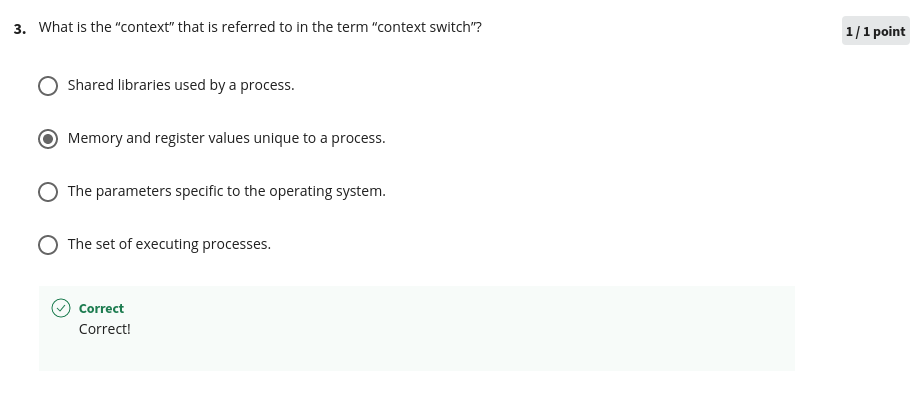 3. What is the “context” that is referred to in the term “context switch”?
1 / 1 point
Shared libraries used by a process.
Memory and register values unique to a process.
The parameters specific to the operating system.
The set of executing processes.
Correct
Correct!